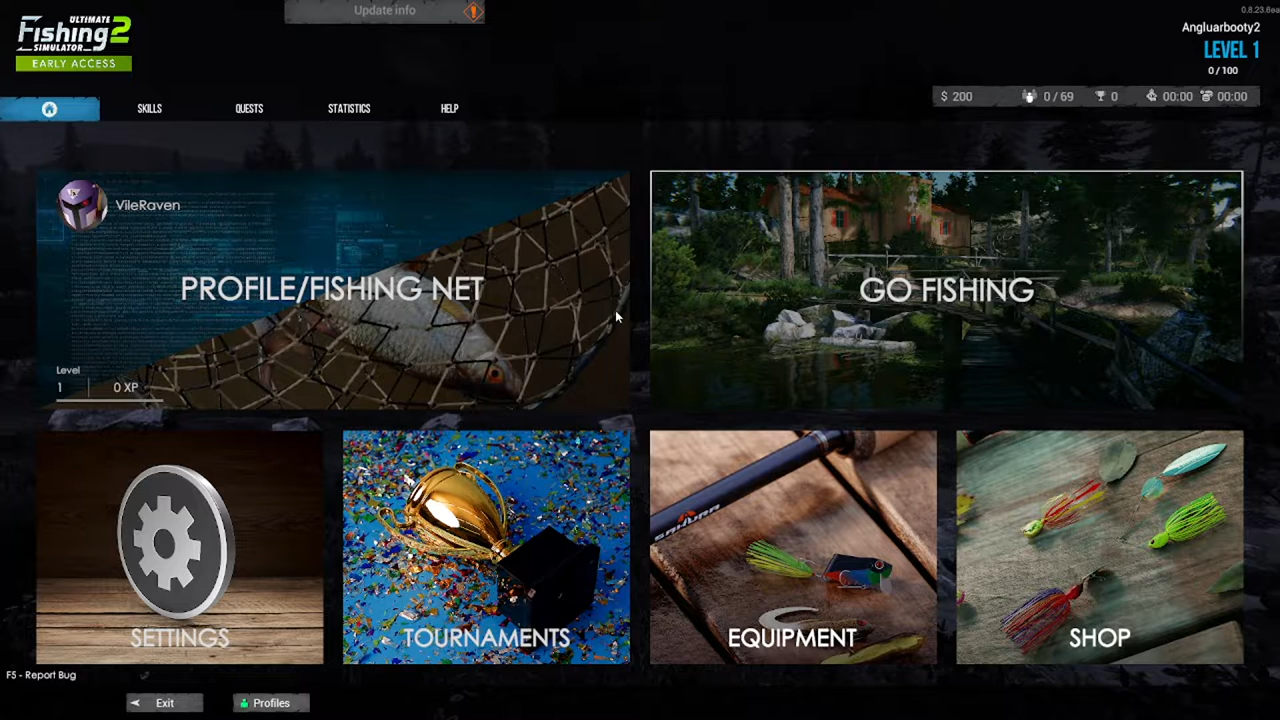 Update info
0.8.23.6ea
ULTIMATE
Fishing 2
SIMULATOR
EARLY ACCESS
Angluarbooty2
LEVEL 1
0 / 100
SKILLS
QUESTS
STATISTICS
HELP
$ 200
0 / 69
0
00:00
00:00
VileRaven
PROFILE/FISHING NET
Level
1
0 XP
GO FISHING
SETTINGS
TOURNAMENTS
SAKURA
EQUIPMENT
SHOP
F5 - Report Bug
Exit
Profiles